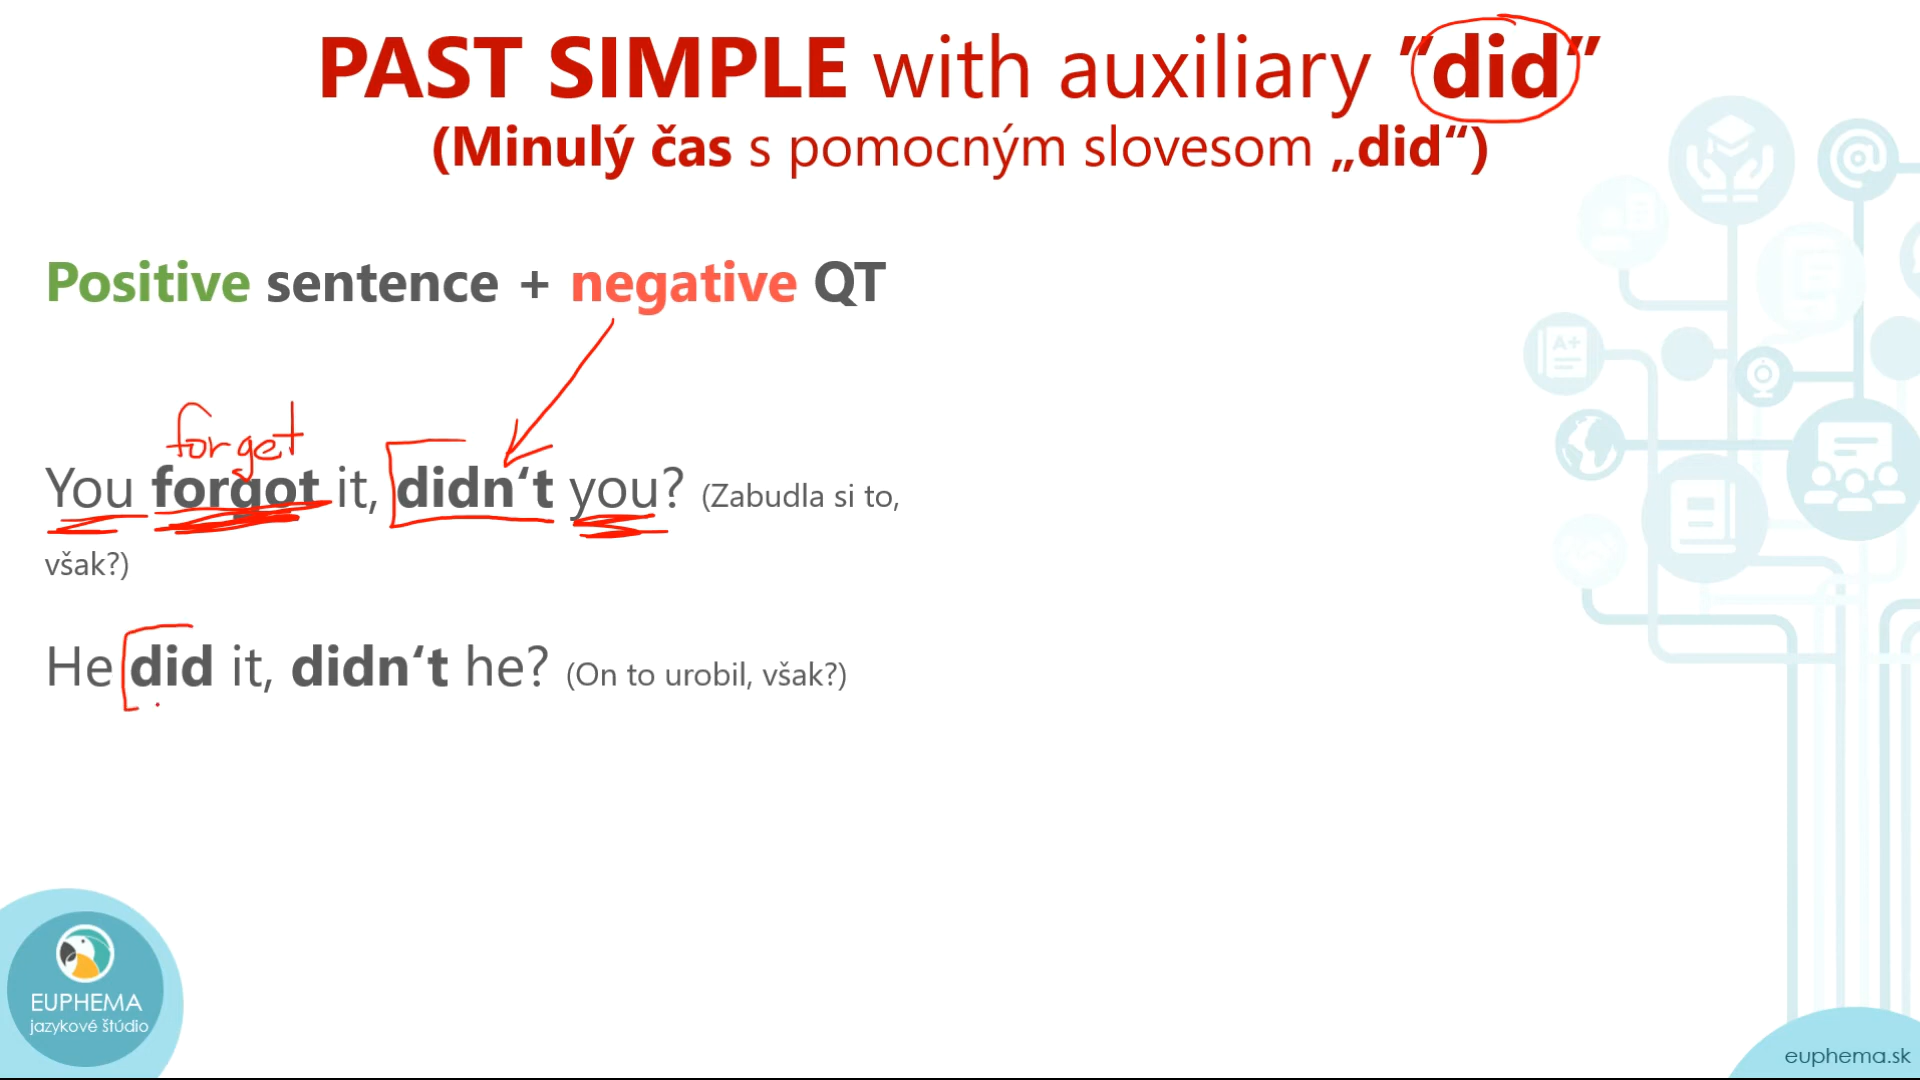 PAST SIMPLE with auxiliary ”did”
(Minulý čas s pomocným slovesom „did“)
Positive sentence + negative QT
forget
You forgot it, didn‘t you? (Zabudla si to,
však?)
He did it, didn‘t he? (On to urobil, však?)
A+
EUPHEMA
jazykové štúdio
euphema.sk